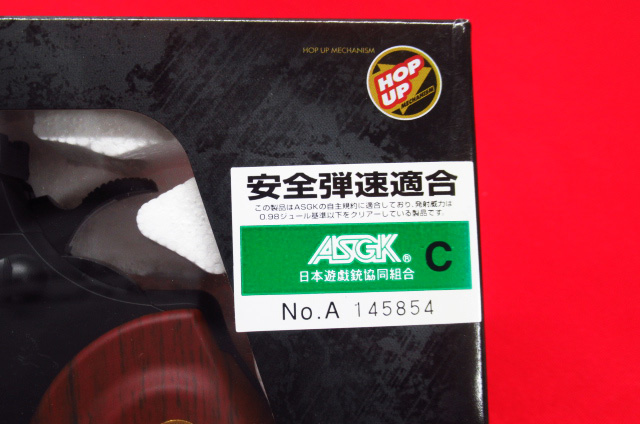 HOP UP MECHANISM
HOP
UP
MECHANISM
安全弾速適合
この製品はASGKの自主規約に適合しており、発射威力は
0.98ジュール基準以下をクリアーしている製品です。
ASGK® C
日本遊戯銃協同組合
No.A 145854